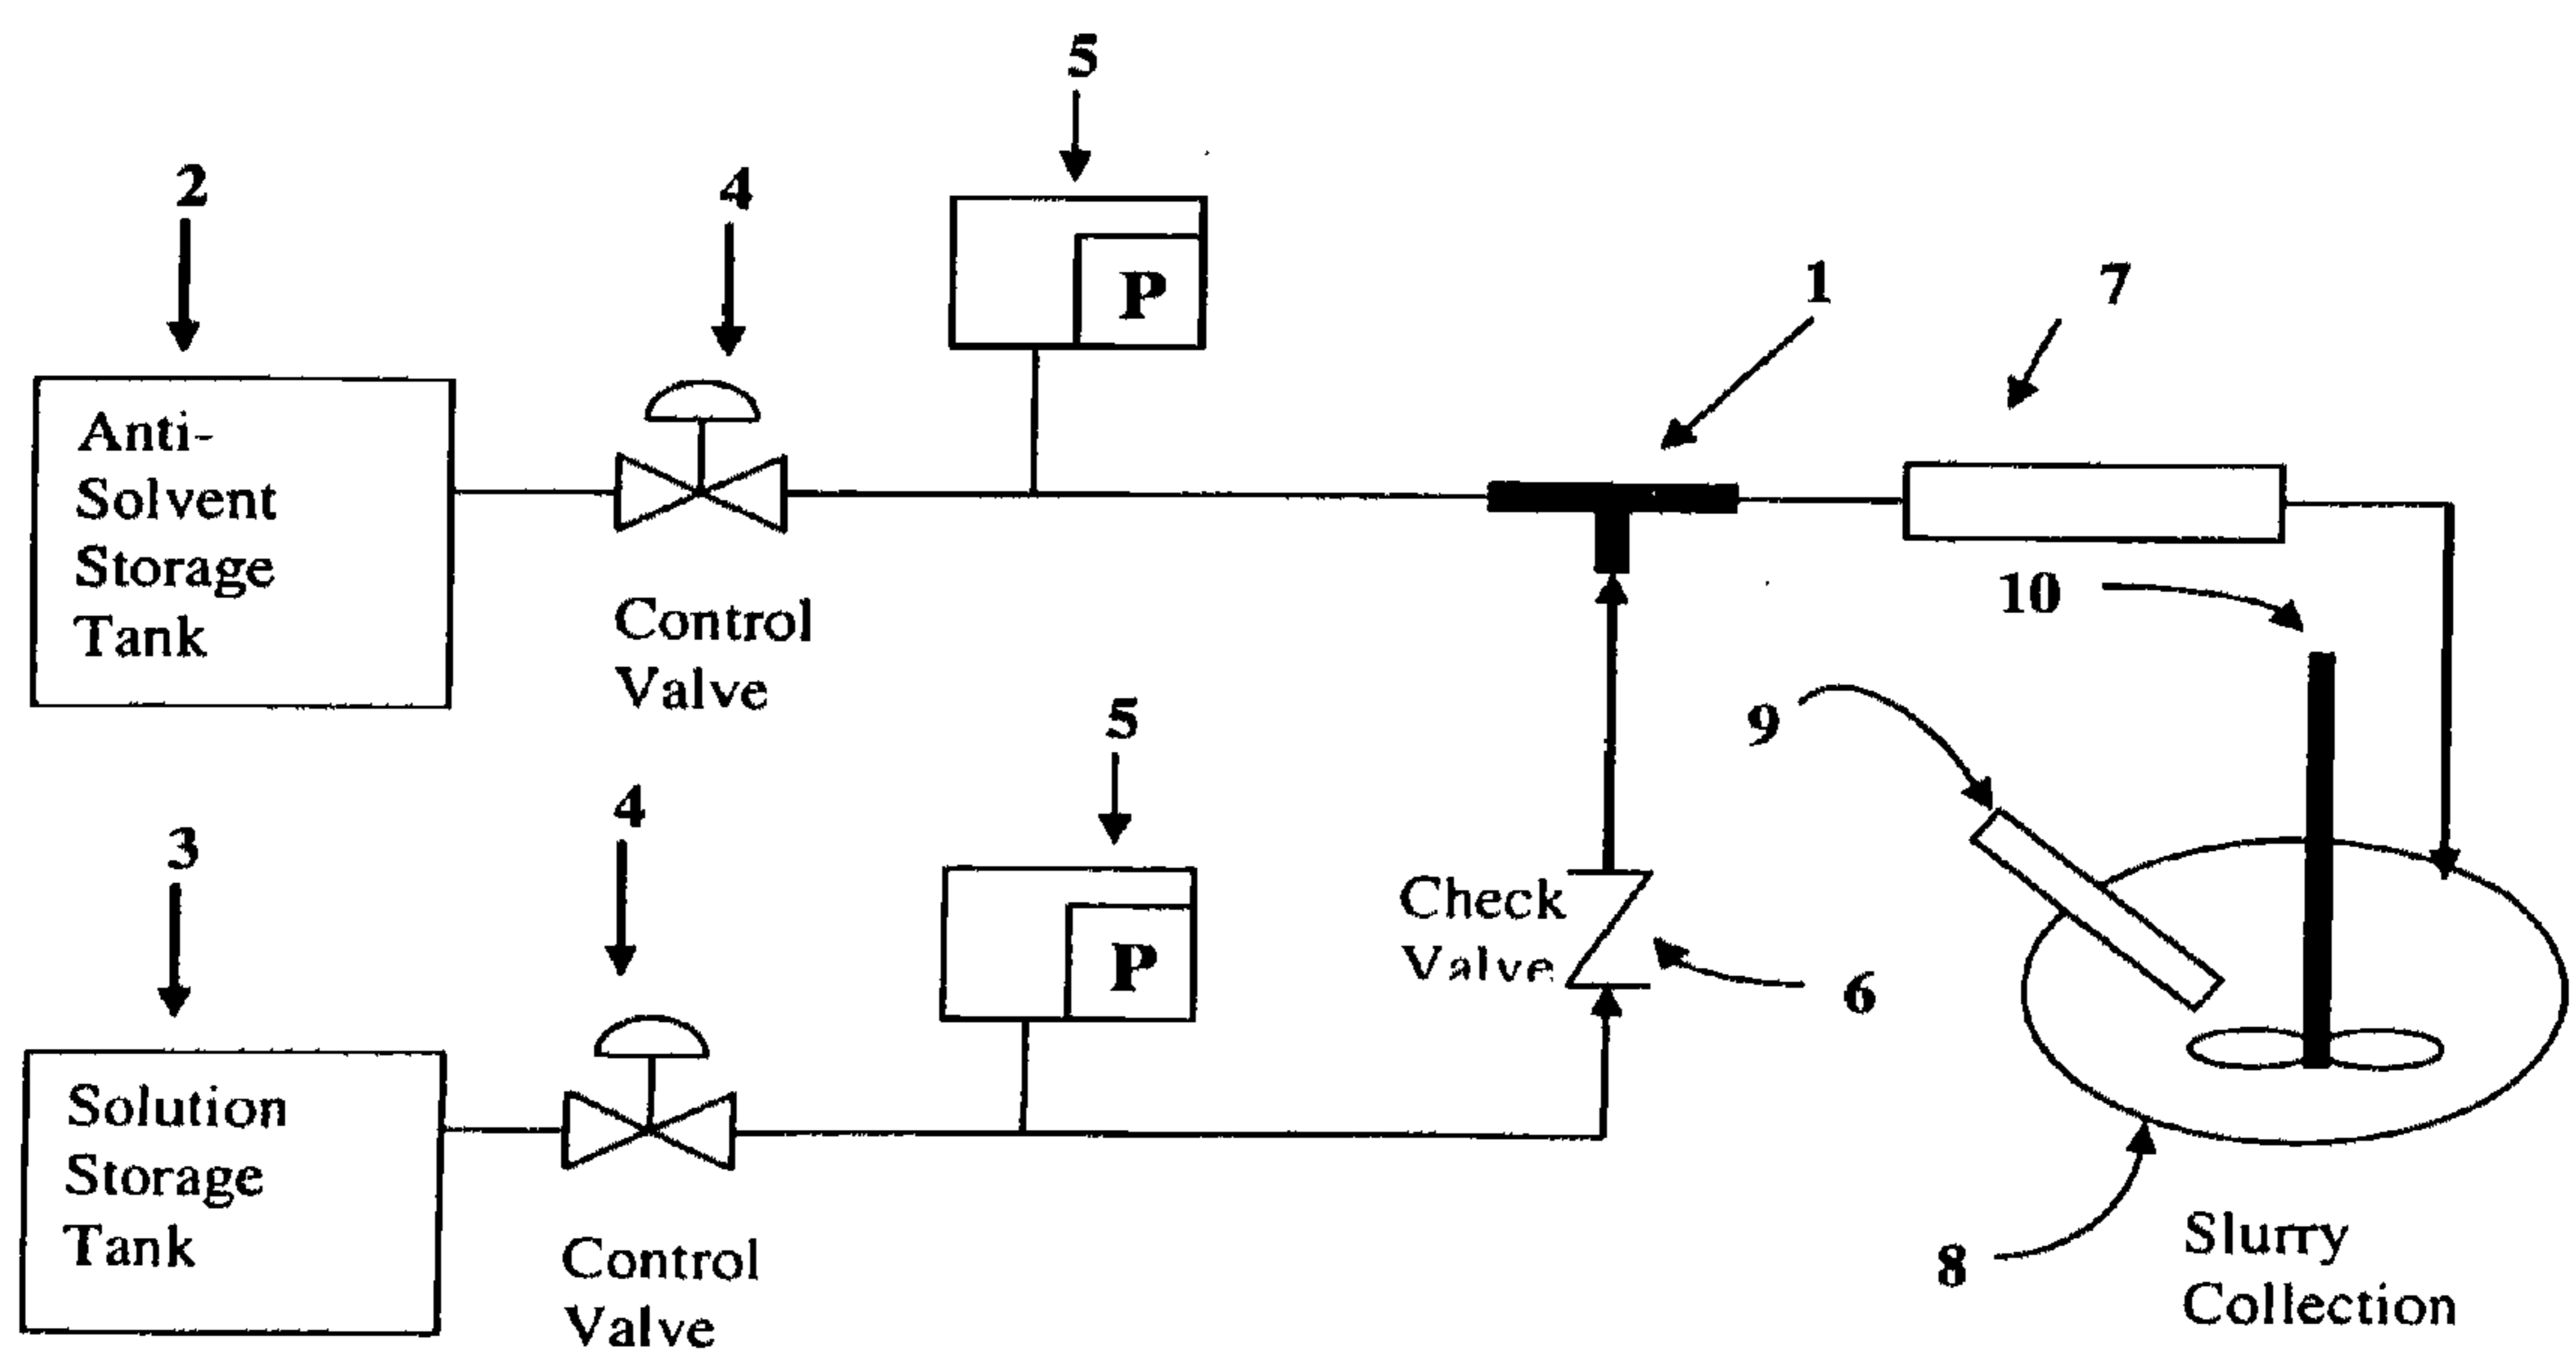 5
2
4
P
1
7
Anti-
Solvent
Storage
Tank
10
Control
Valve
5
9
4
3
Check
Valve
P
6
Solution
Storage
Tank
Control
Valve
8
Slurry
Collection